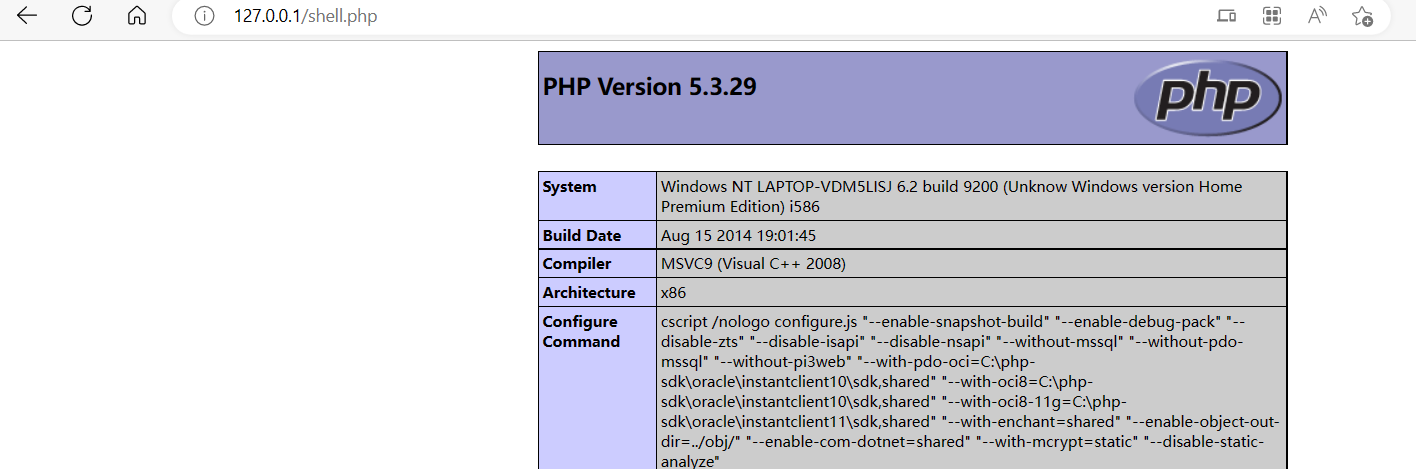 127.0.0.1/shell.php
PHP Version 5.3.29
php
System
Windows NT LAPTOP-VDM5LISJ 6.2 build 9200 (Unknow Windows version Home
Premium Edition) i586
Build Date
Aug 15 2014 19:01:45
Compiler
MSVC9 (Visual C++ 2008)
Architecture
x86
Configure
Command
cscript /nologo configure.js "--enable-snapshot-build" "--enable-debug-pack" "--
disable-zts" "--disable-isapi" "--disable-nsapi" "--without-mssql" "--without-pdo-
mssql" "--without-pi3web" "--with-pdo-oci=C:\php-
sdk\oracle\instantclient10\sdk,shared" "--with-oci8=C:\php-
sdk\oracle\instantclient10\sdk,shared" "--with-oci8-11g=C:\php-
sdk\oracle\instantclient11\sdk,shared" "--with-enchant=shared" "--enable-object-out-
dir=../obj/" "--enable-com-dotnet=shared" "--with-mcrypt=static" "--disable-static-
analyze"